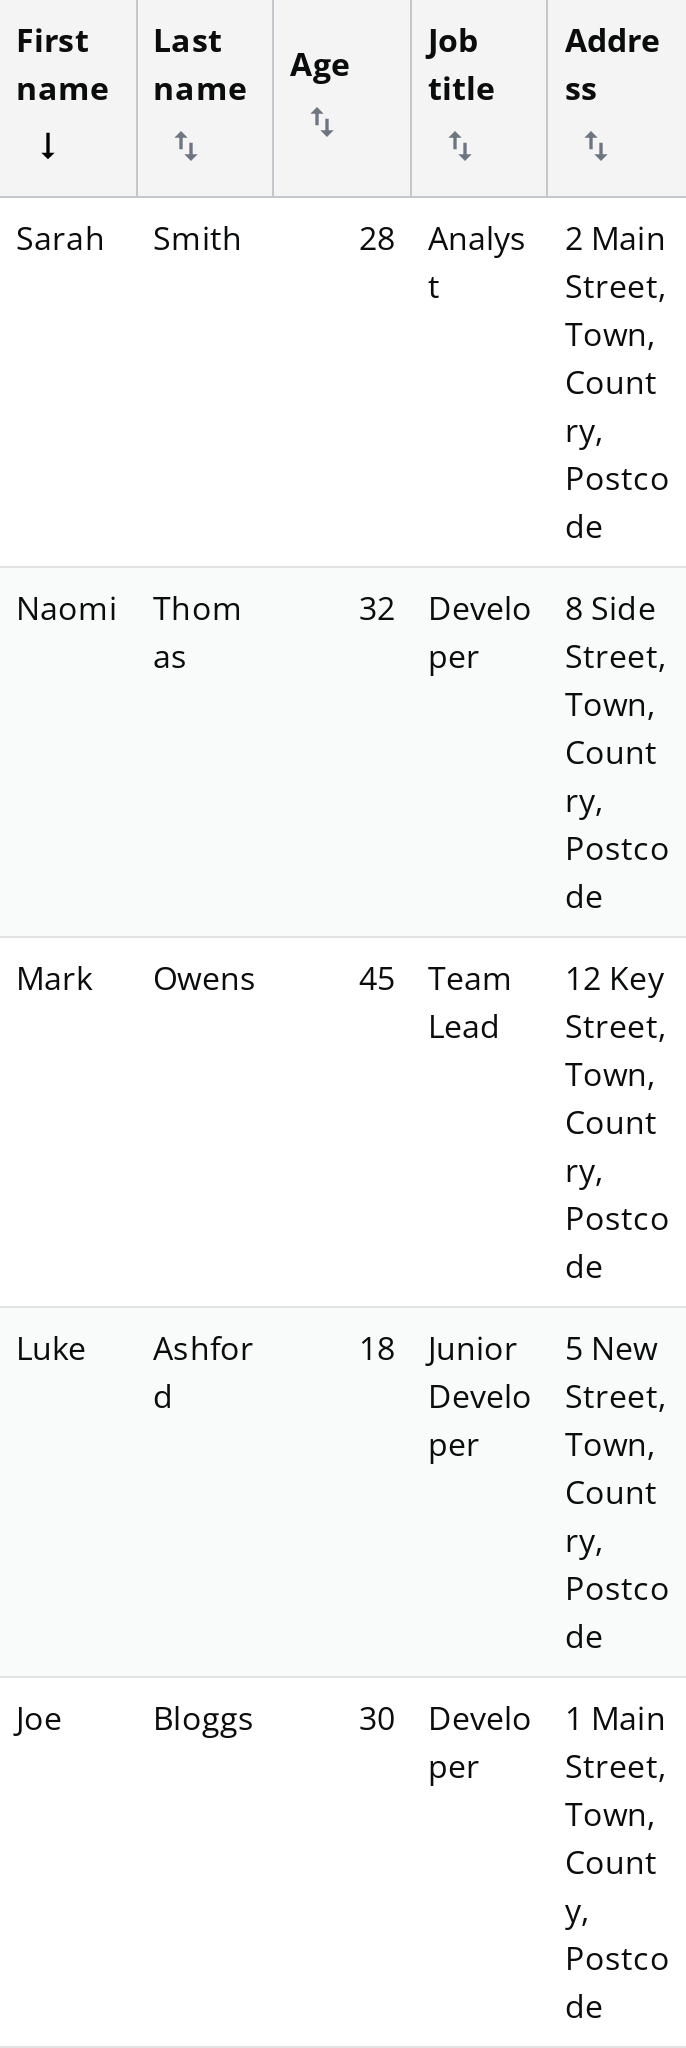 First name
Last name
Age
Job title
Address
Sarah
Smith
28
Analyst
2 Main Street, Town, Country, Postcode
Naomi
Thomas
32
Developer
8 Side Street, Town, Country, Postcode
Mark
Owens
45
Team Lead
12 Key Street, Town, Country, Postcode
Luke
Ashford
18
Junior Developer
5 New Street, Town, Country, Postcode
Joe
Bloggs
30
Developer
1 Main Street, Town, County, Postcode